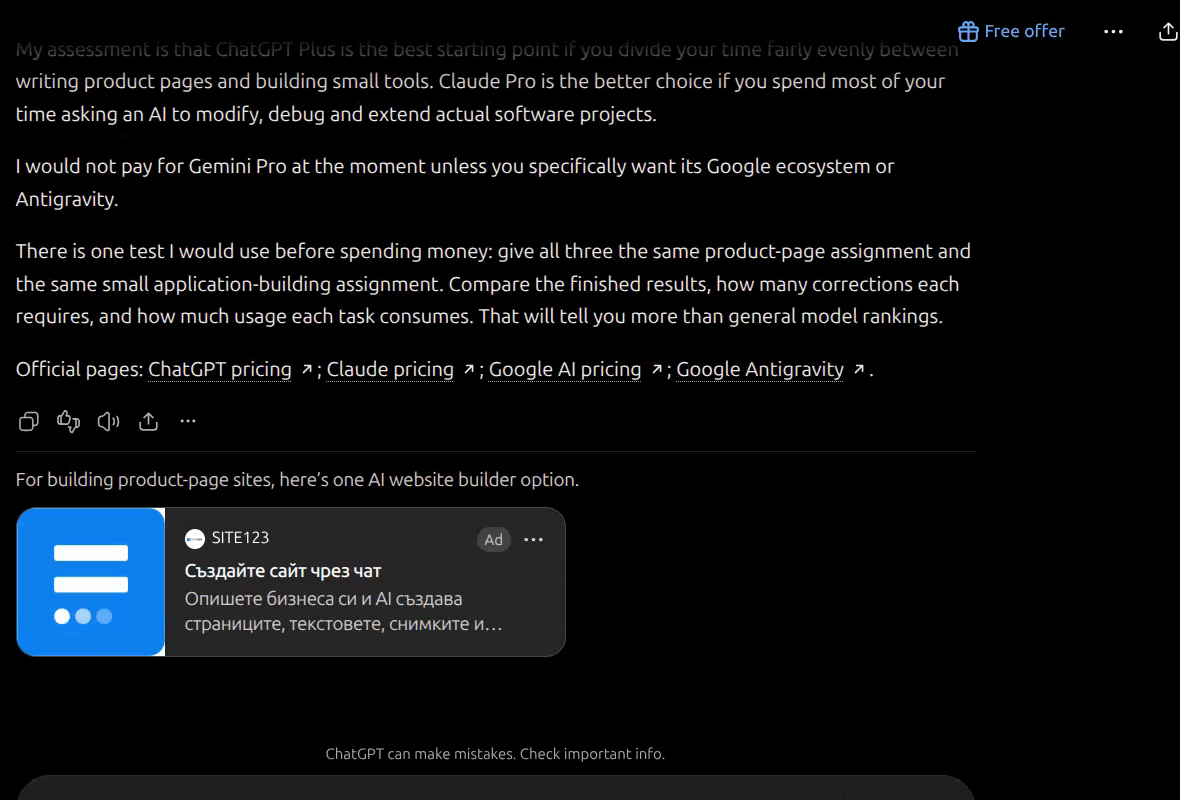 Free offer
My assessment is that ChatGPT Plus is the best starting point if you divide your time fairly evenly between
writing product pages and building small tools. Claude Pro is the better choice if you spend most of your
time asking an AI to modify, debug and extend actual software projects.
I would not pay for Gemini Pro at the moment unless you specifically want its Google ecosystem or
Antigravity.
There is one test I would use before spending money: give all three the same product-page assignment and
the same small application-building assignment. Compare the finished results, how many corrections each
requires, and how much usage each task consumes. That will tell you more than general model rankings.
Official pages: ChatGPT pricing ↗ ; Claude pricing ↗ ; Google AI pricing ↗ ; Google Antigravity ↗ .
For building product-page sites, here’s one AI website builder option.
SITE123
Ad
Създайте сайт чрез чат
Опишете бизнеса си и AI създава
страниците, текстовете, снимките и…
ChatGPT can make mistakes. Check important info.